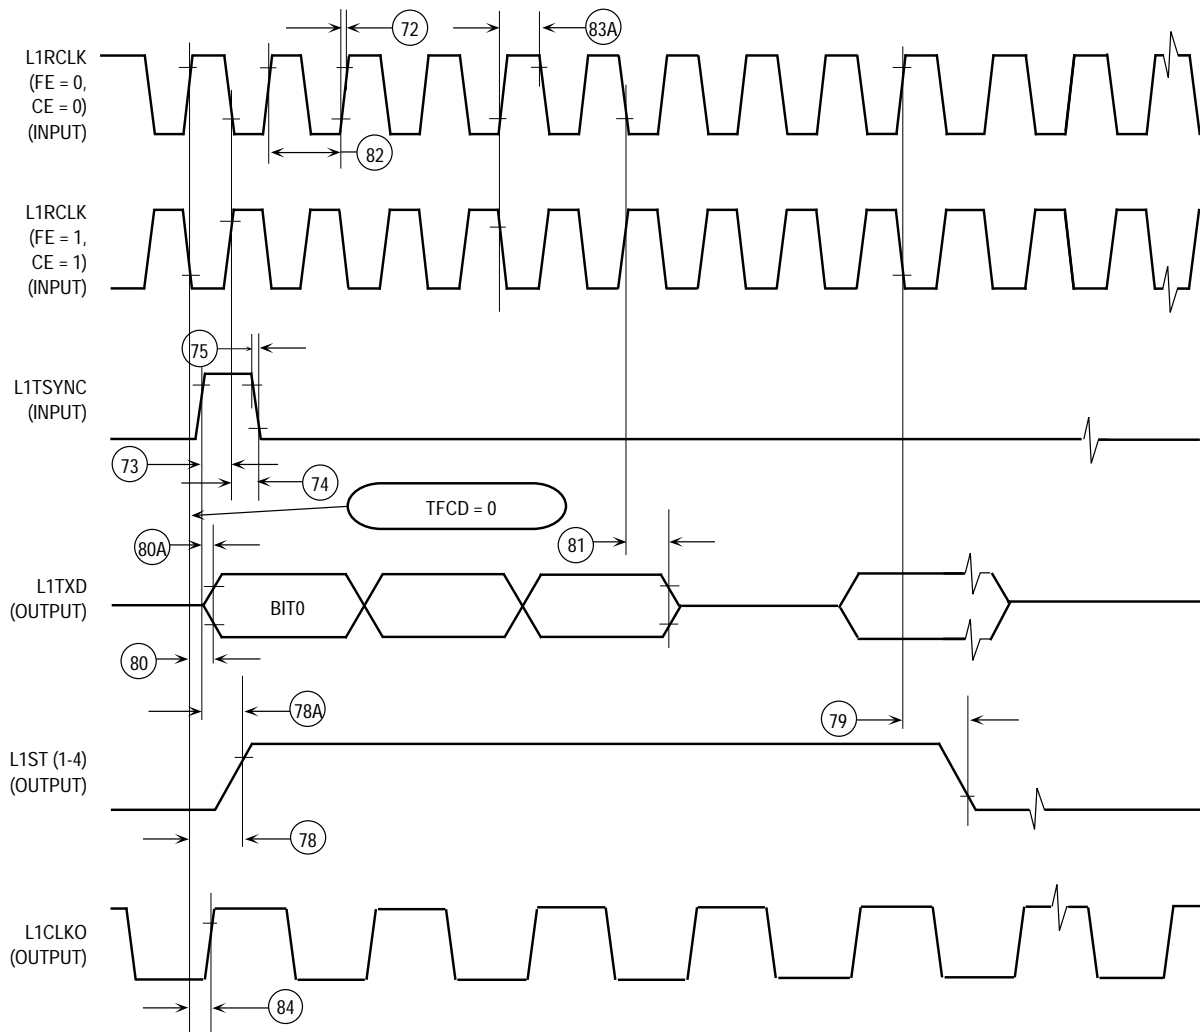 72
83A
L1RCLK
(FE = 0,
CE = 0)
(INPUT)
82
L1RCLK
(FE = 1,
CE = 1)
(INPUT)
75
L1TSYNC
(INPUT)
73
74
TFCD = 0
80A
81
L1TXD
(OUTPUT)
BIT0
80
78A
79
L1ST (1-4)
(OUTPUT)
78
L1CLKO
(OUTPUT)
84